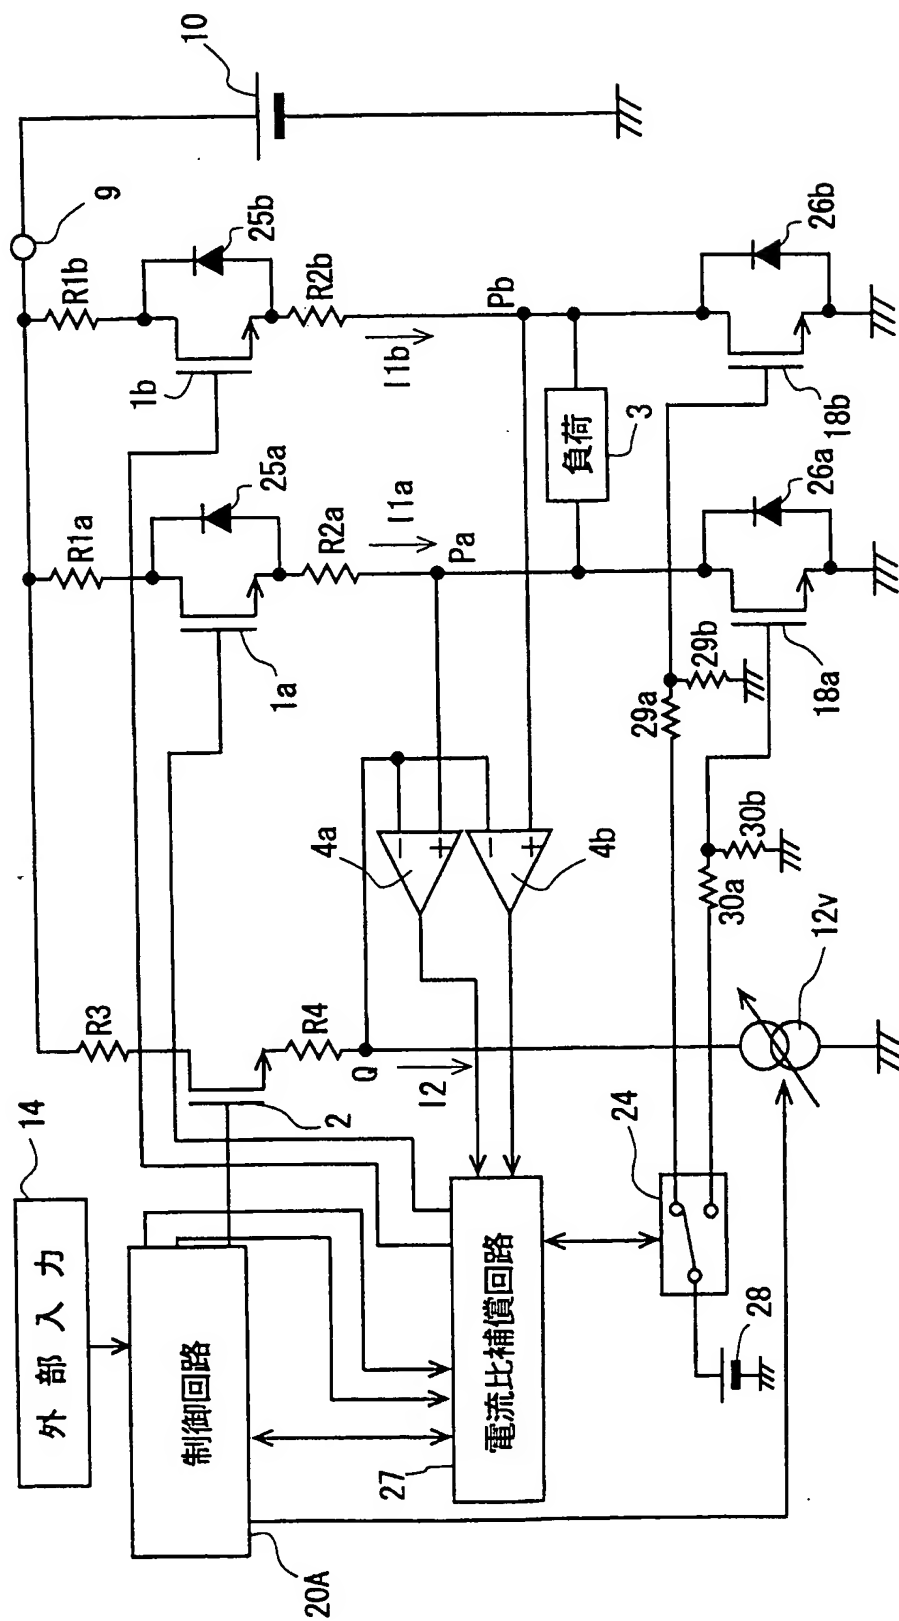 外部入力
14
制御回路
20A
電流比補償回路
27
10
9
R1b
25b
1b
R2b
I1b
Pb
R1a
25a
1a
R2a
I1a
Pa
R3
2
R4
Q
I2
4a
−
+
4b
−
+
負荷
3
26b
18b
26a
18a
29a
29b
30a
30b
12v
24
28